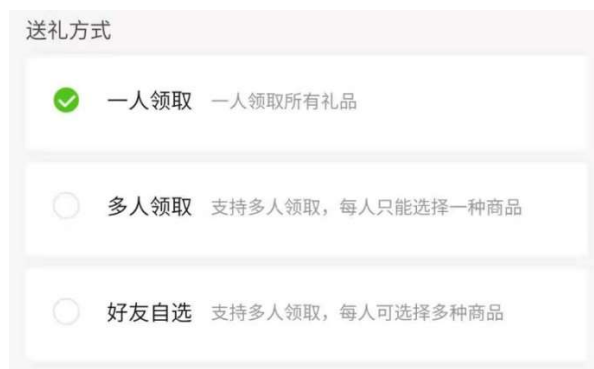 送礼方式
一人领取 一人领取所有礼品
多人领取 支持多人领取，每人只能选择一种商品
好友自选 支持多人领取，每人可选择多种商品